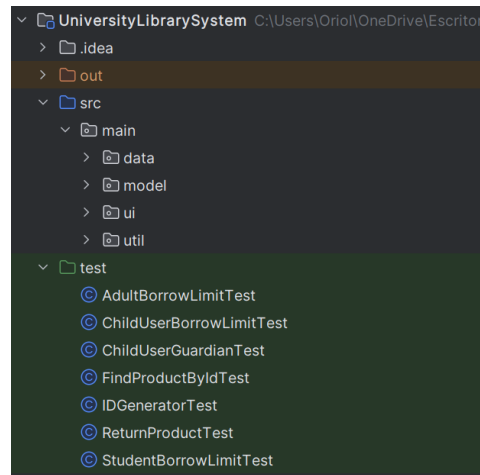 UniversityLibrarySystem C:\Users\Oriol\OneDrive\Escritor
.idea
out
src
main
data
model
ui
util
test
AdultBorrowLimitTest
ChildUserBorrowLimitTest
ChildUserGuardianTest
FindProductByIdTest
IDGeneratorTest
ReturnProductTest
StudentBorrowLimitTest